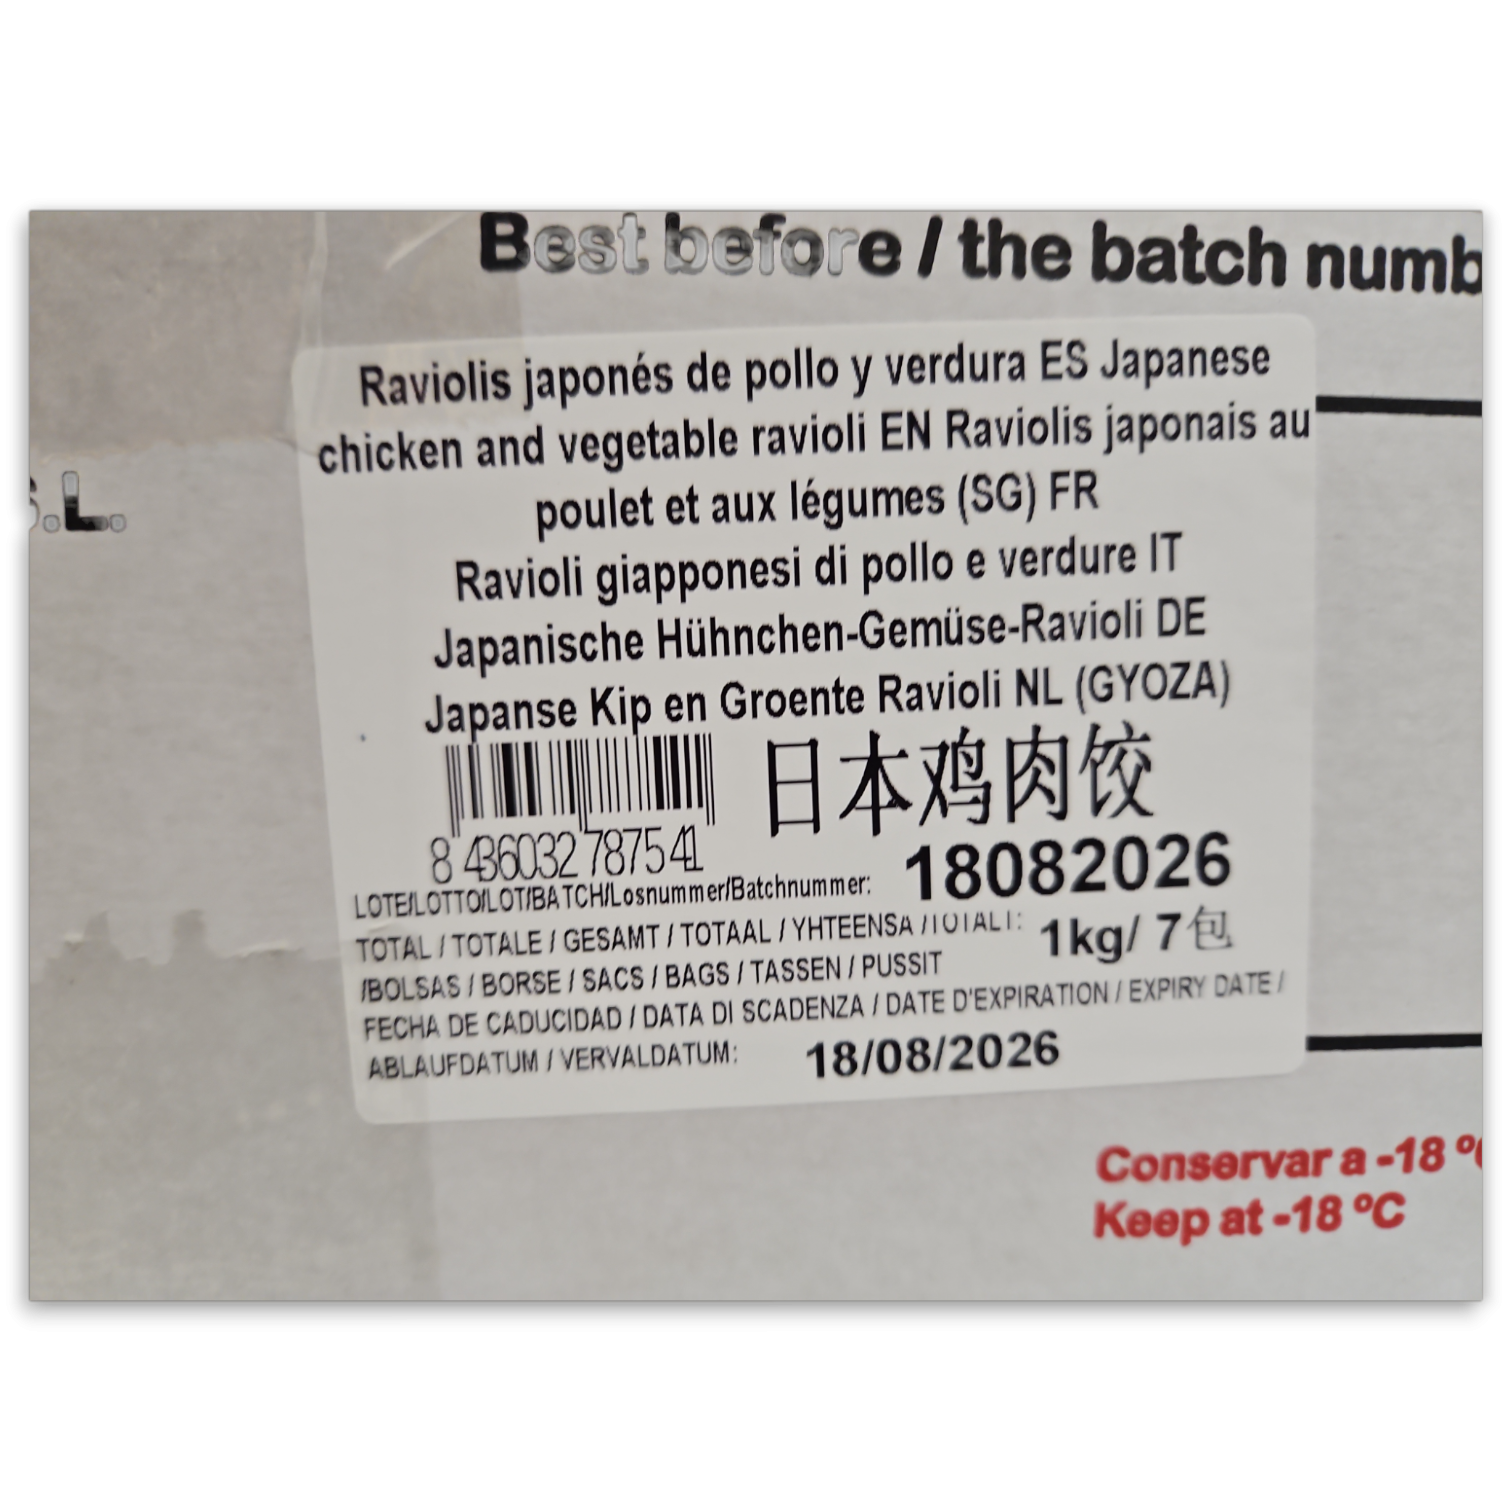 Best before / the batch numb
Raviolis japonés de pollo y verdura ES Japanese
chicken and vegetable ravioli EN Raviolis japonais au
poulet et aux légumes (SG) FR
.L.
Ravioli giapponesi di pollo e verdure IT
Japanische Hühnchen-Gemüse-Ravioli DE
Japanse Kip en Groente Ravioli NL (GYOZA)
日本鸡肉饺
8 436032 787541
LOTE/LOTTO/LOT/BATCH/Losnummer/Batchnummer: 18082026
TOTAL / TOTALE / GESAMT / TOTAAL / YHTEENSA / TOTALT: 1kg/ 7包
/BOLSAS / BORSE / SACS / BAGS / TASSEN / PUSSIT
FECHA DE CADUCIDAD / DATA DI SCADENZA / DATE D'EXPIRATION / EXPIRY DATE /
ABLAUFDATUM / VERVALDATUM: 18/08/2026
Conservar a -18 º
Keep at -18 ºC